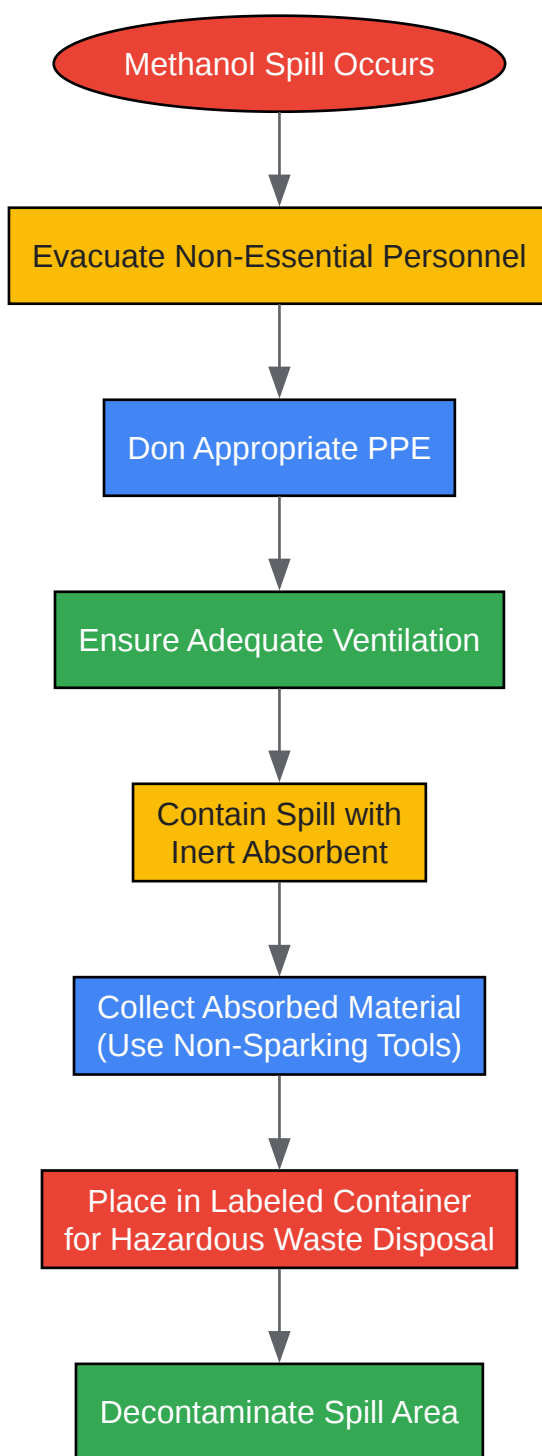 Methanol Spill Occurs
Evacuate Non-Essential Personnel
Don Appropriate PPE
Ensure Adequate Ventilation
Contain Spill with
Inert Absorbent
Collect Absorbed Material
(Use Non-Sparking Tools)
Place in Labeled Container
for Hazardous Waste Disposal
Decontaminate Spill Area